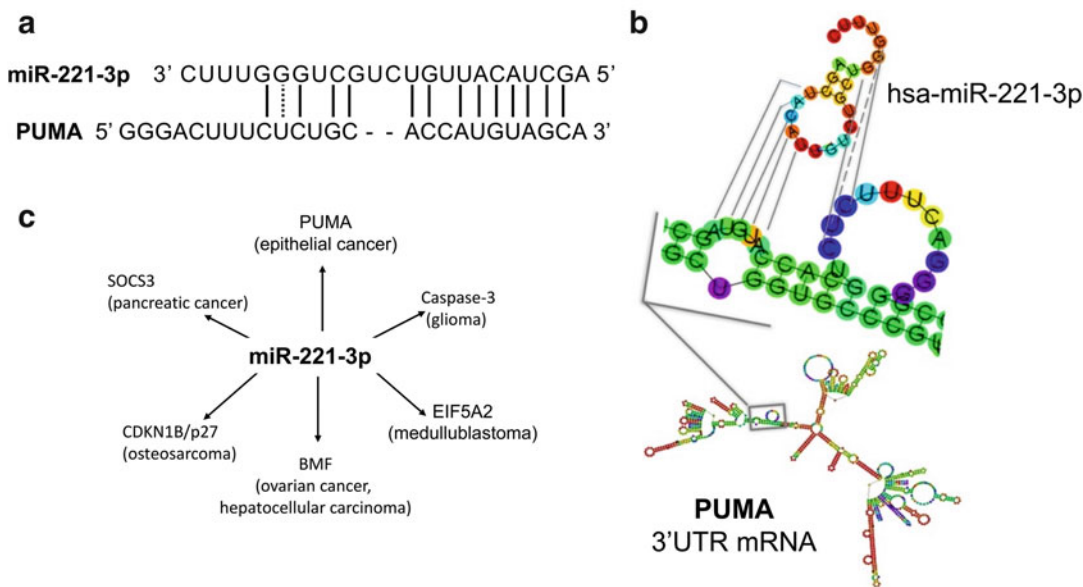 a
miR-221-3p 3’ CUUUGGGUCGUCUGUUACAUCGA 5’
PUMA 5’ GGGACUUUCUCUGC - - ACCAUGUAGCA 3’
b
hsa-miR-221-3p
PUMA
3’UTR mRNA
c
PUMA
(epithelial cancer)
SOCS3
(pancreatic cancer)
Caspase-3
(glioma)
miR-221-3p
CDKN1B/p27
(osteosarcoma)
EIF5A2
(medullublastoma)
BMF
(ovarian cancer,
hepatocellular carcinoma)